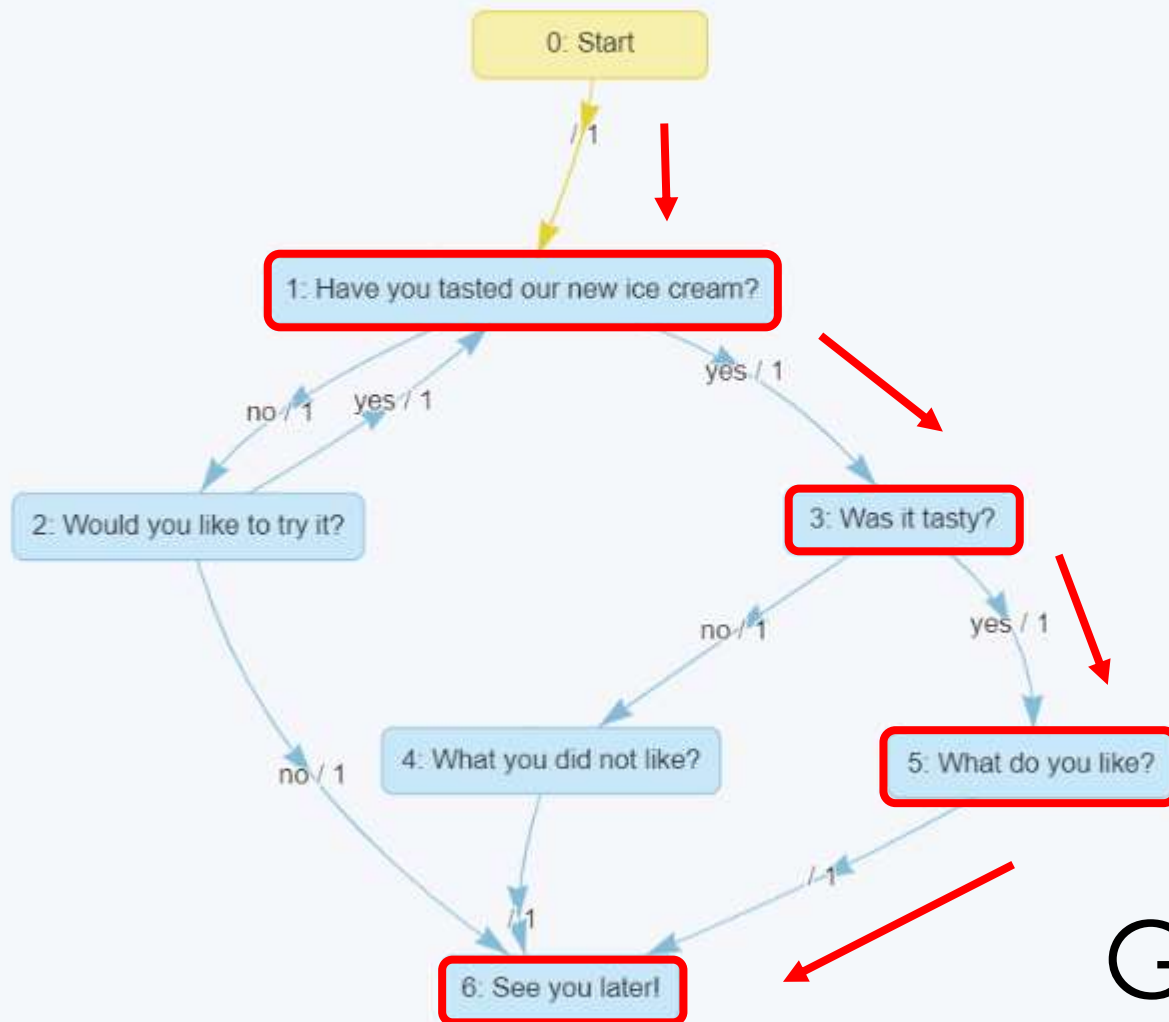 0: Start
/ 1
1: Have you tasted our new ice cream?
no / 1
yes / 1
yes / 1
2: Would you like to try it?
3: Was it tasty?
no / 1
yes / 1
4: What you did not like?
5: What do you like?
no / 1
/ 1
/ 1
6: See you later!